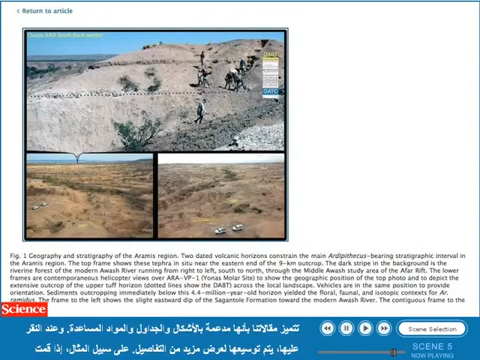 < Return to article
DABT
GATC
Fig. 1 Geography and stratigraphy of the Aramis region. Two dated volcanic horizons constrain the main Ardipithecus-bearing stratigraphic interval in
the Aramis region. The top frame shows these tephra in situ near the eastern end of the 9-km outcrop. The dark stripe in the background is the
riverine forest of the modern Awash River running from right to left, south to north, through the Middle Awash study area of the Afar Rift. The lower
frames are contemporaneous helicopter views over ARA-VP-1 (Yonas Molar Site) to show the geographic position of the top photo and to depict the
extensive outcrop of the upper tuff horizon (dotted lines show the DABT) across the local landscape. Vehicles are in the same position to provide
orientation. Sediments outcropping immediately below this 4.4-million-year-old horizon yielded the floral, faunal, and isotopic contexts for Ar.
ramidus. The frame to the left shows the slight eastward dip of the Sagantole Formation toward the modern Awash River. The contiguous frame to the
Science
تتميز مقالاتنا بأنها مدعمة بالأشكال والجداول والمواد المساعدة. وعند النقر
عليها، يتم توسيعها لعرض مزيد من التفاصيل. على سبيل المثال، إذا قمت
Scene Selection
SCENE 5
NOW PLAYING